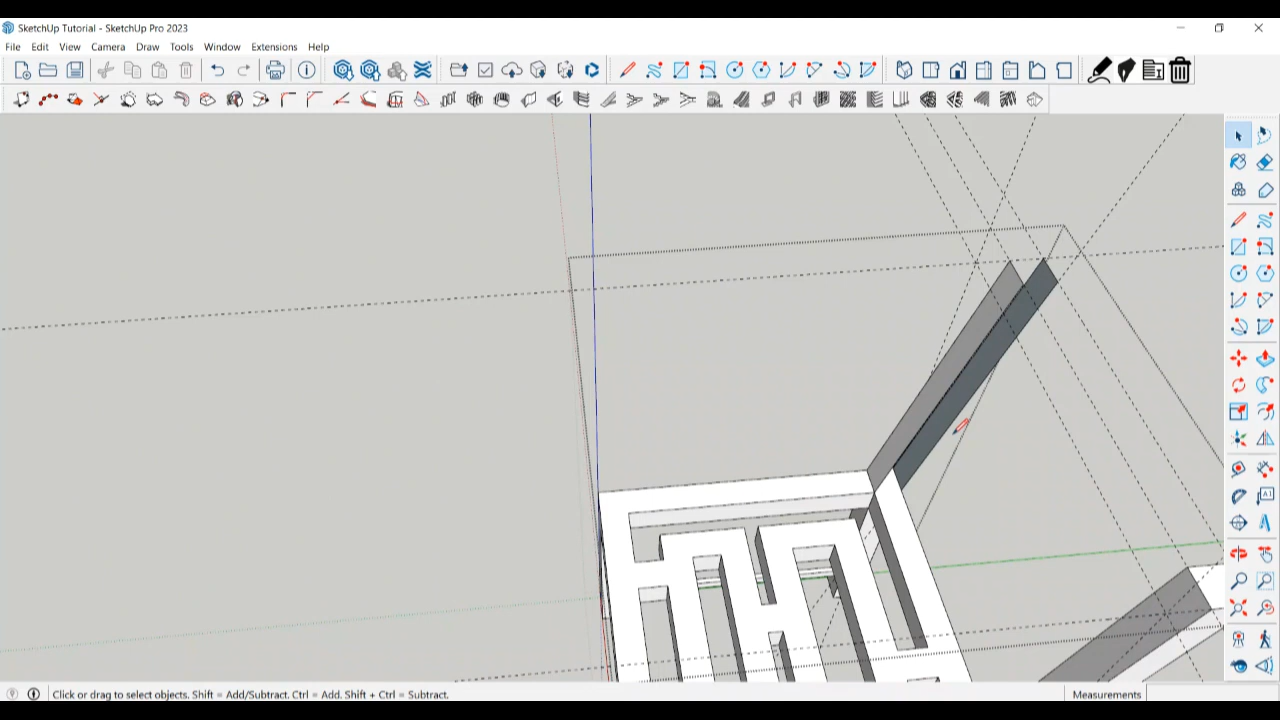 SketchUp Tutorial - SketchUp Pro 2023
File Edit View Camera Draw Tools Window Extensions Help
Click or drag to select objects. Shift = Add/Subtract. Ctrl = Add. Shift + Ctrl = Subtract.
Measurements